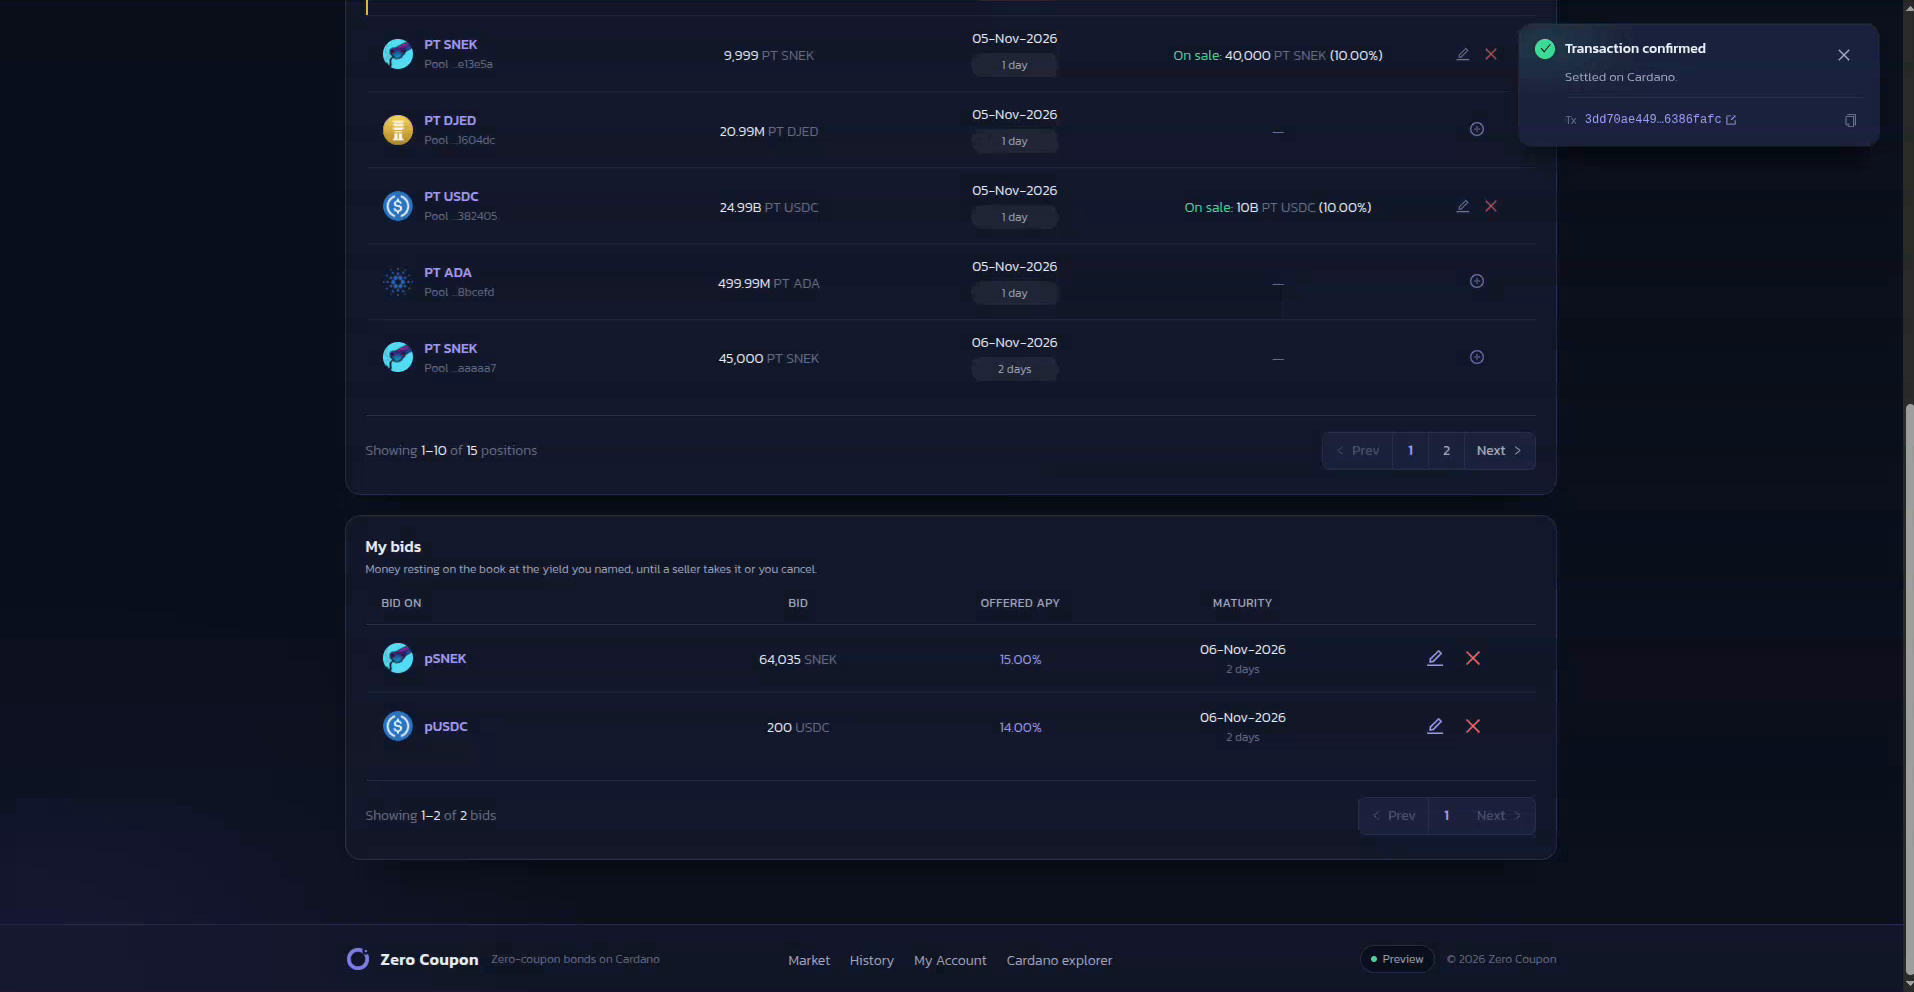 PT SNEK
Pool ...e13e5a
9,999 PT SNEK
05-Nov-2026
1 day
On sale: 40,000 PT SNEK (10.00%)
PT DJED
Pool ...1604dc
20.99M PT DJED
05-Nov-2026
1 day
—
PT USDC
Pool ...382405
24.99B PT USDC
05-Nov-2026
1 day
On sale: 10B PT USDC (10.00%)
PT ADA
Pool ...8bcefd
499.99M PT ADA
05-Nov-2026
1 day
—
PT SNEK
Pool ...aaaaa7
45,000 PT SNEK
06-Nov-2026
2 days
—
Showing 1–10 of 15 positions
< Prev 1 2 Next >
Transaction confirmed
Settled on Cardano.
Tx 3dd70ae449…6386fafc
My bids
Money resting on the book at the yield you named, until a seller takes it or you cancel.
BID ON BID OFFERED APY MATURITY
pSNEK 64,035 SNEK 15.00% 06-Nov-2026
2 days
pUSDC 200 USDC 14.00% 06-Nov-2026
2 days
Showing 1–2 of 2 bids
< Prev 1 Next >
Zero Coupon Zero-coupon bonds on Cardano Market History My Account Cardano explorer Preview © 2026 Zero Coupon